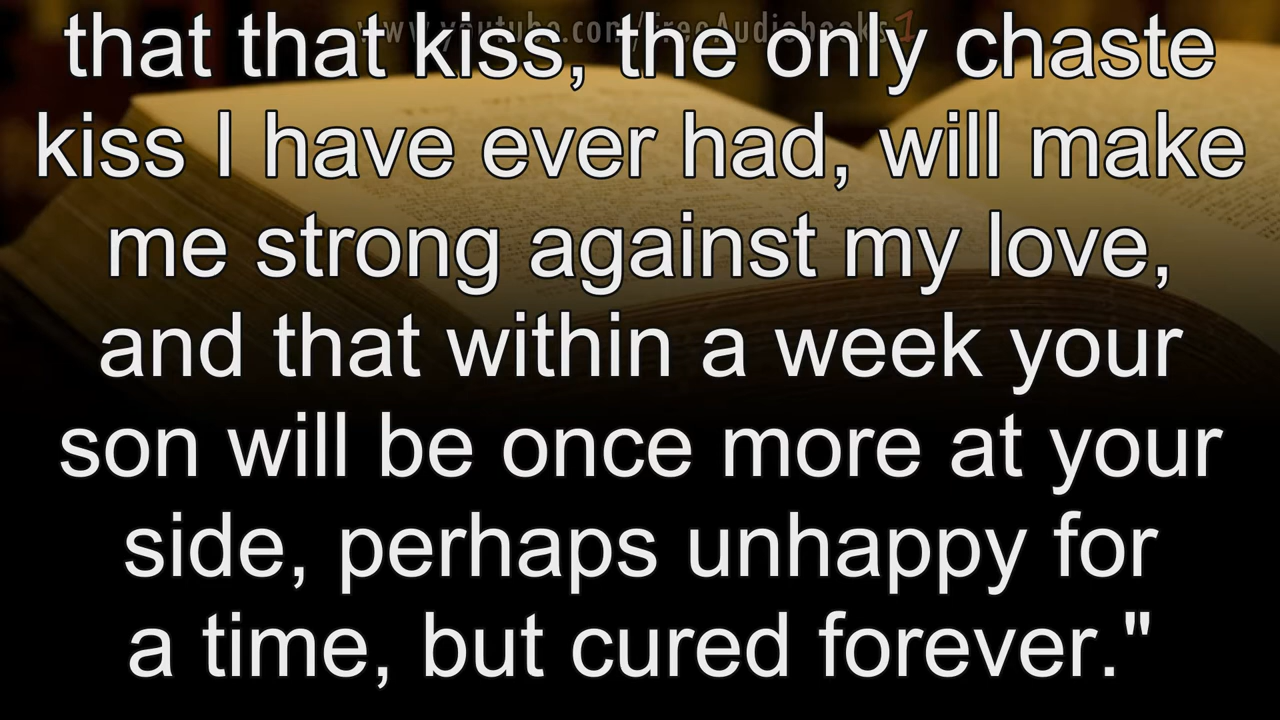 www.youtube.com/freeAudiobooks1
that that kiss, the only chaste
kiss I have ever had, will make
me strong against my love,
and that within a week your
son will be once more at your
side, perhaps unhappy for
a time, but cured forever."